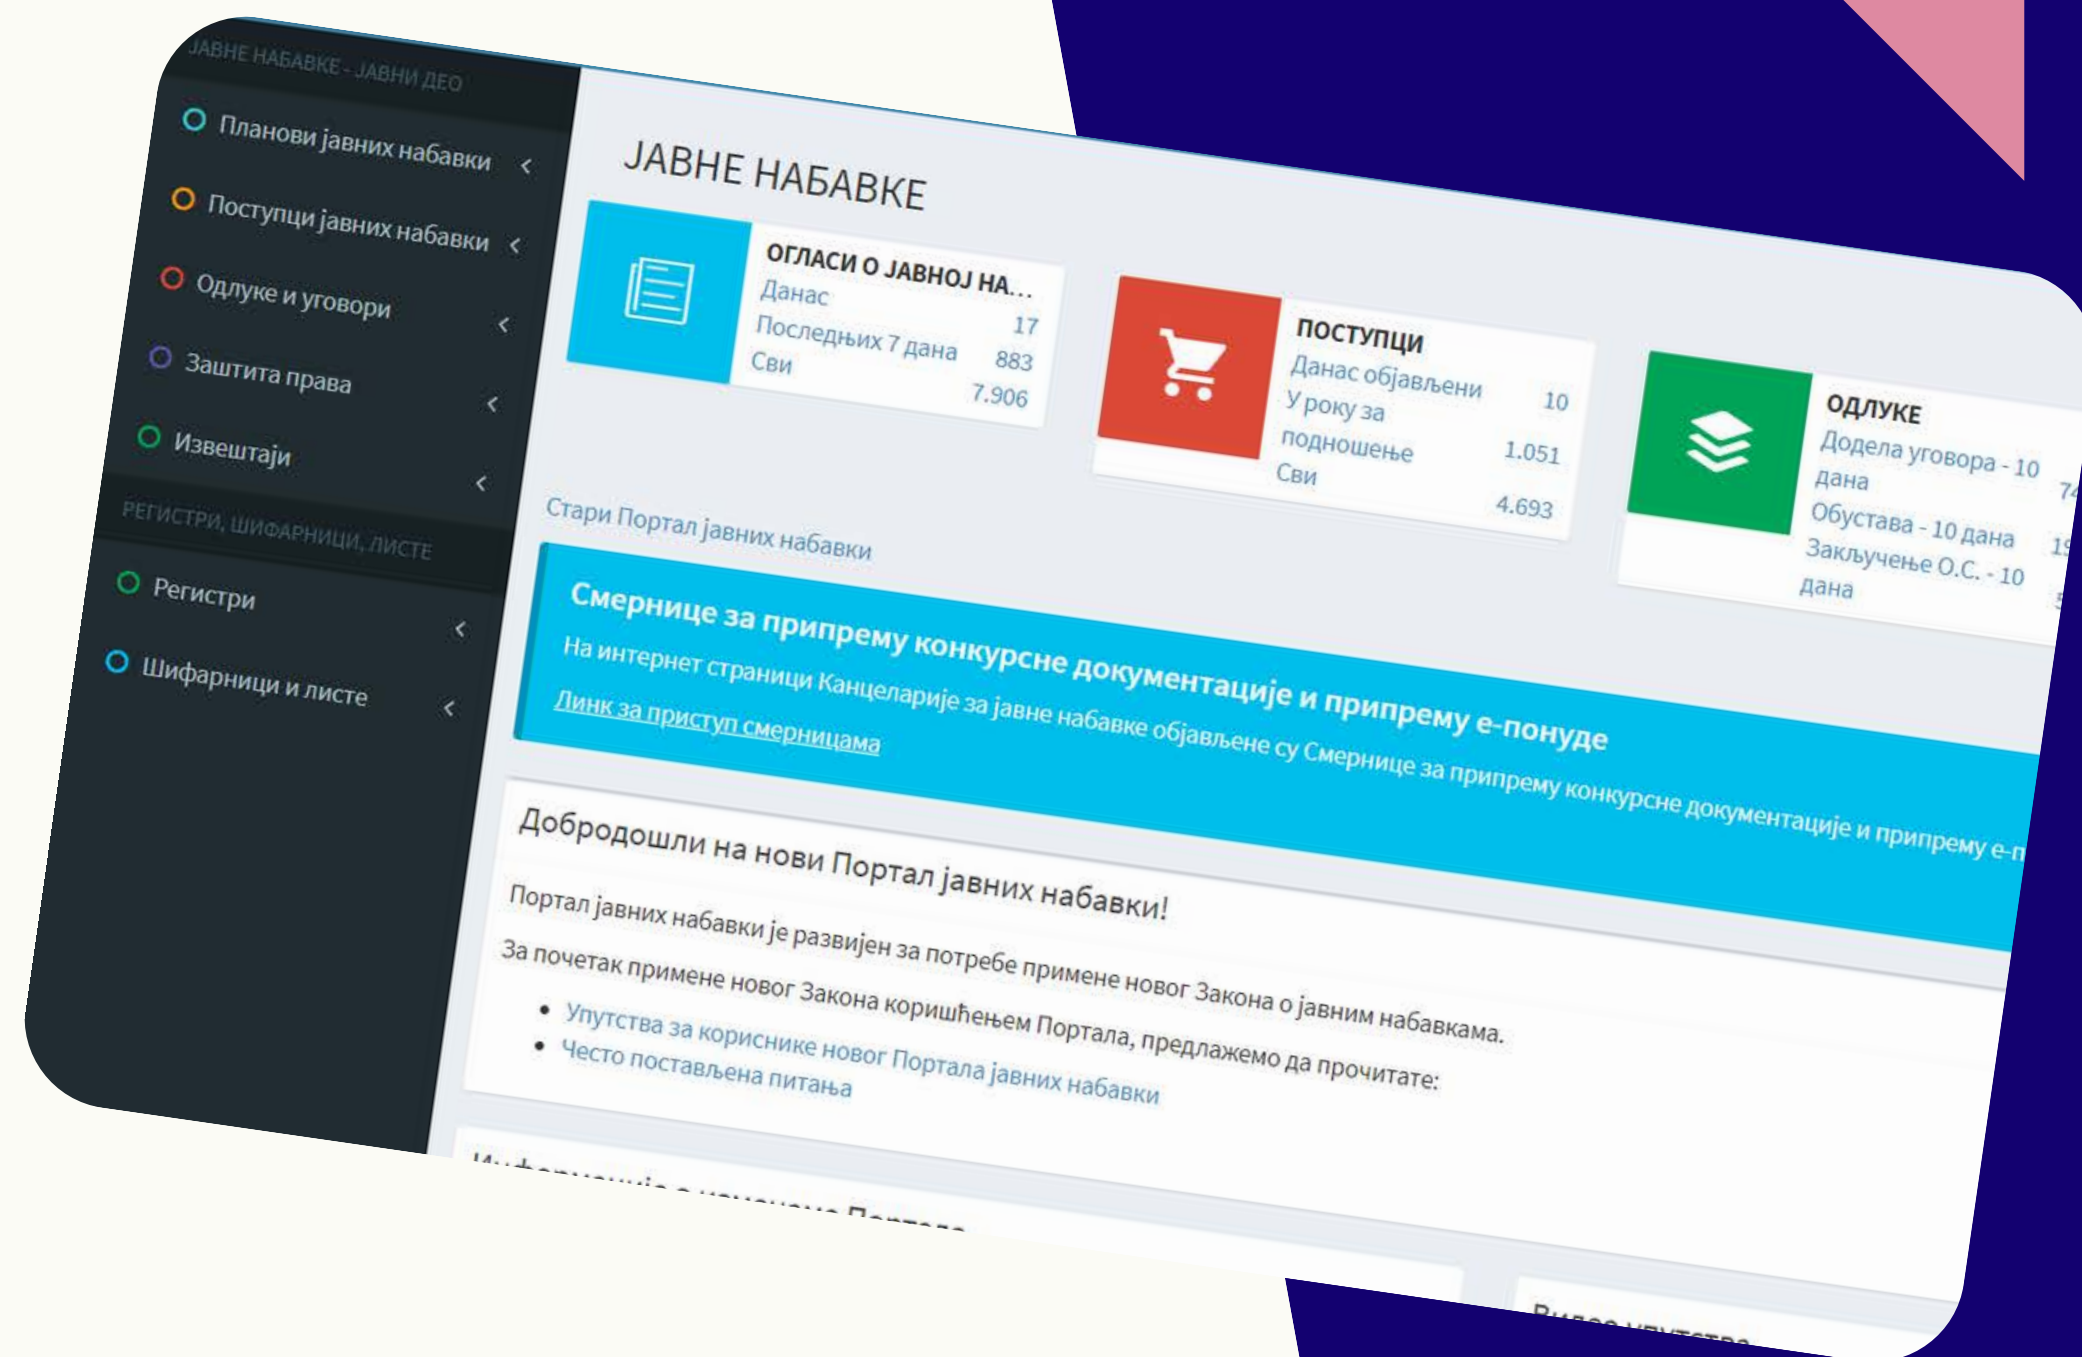 ЈАВНЕ НАБАВКЕ - ЈАВНИ ДЕО
Планови јавних набавки
Поступци јавних набавки
Одлуке и уговори
Заштита права
Извештаји
РЕГИСТРИ, ШИФАРНИЦИ, ЛИСТЕ
Регистри
Шифарници и листе
ЈАВНЕ НАБАВКЕ
ОГЛАСИ О ЈАВНОЈ НА...
Данас 17
Последњих 7 дана 883
Сви 7.906
ПОСТУПЦИ
Данас објављени 10
У року за
подношење 1.051
Сви 4.693
ОДЛУКЕ
Додела уговора - 10
дана
Обустава - 10 дана
Закључење О.С. - 10
дана
Стари Портал јавних набавки
Смернице за припрему конкурсне документације и припрему е-понуде
На интернет страници Канцеларије за јавне набавке објављене су Смернице за припрему конкурсне документације и припрему е-п
Линк за приступ смерницама
Добродошли на нови Портал јавних набавки!
Портал јавних набавки је развијен за потребе примене новог Закона о јавним набавкама.
За почетак примене новог Закона коришћењем Портала, предлажемо да прочитате:
• Упутства за кориснике новог Портала јавних набавки
• Често постављена питања